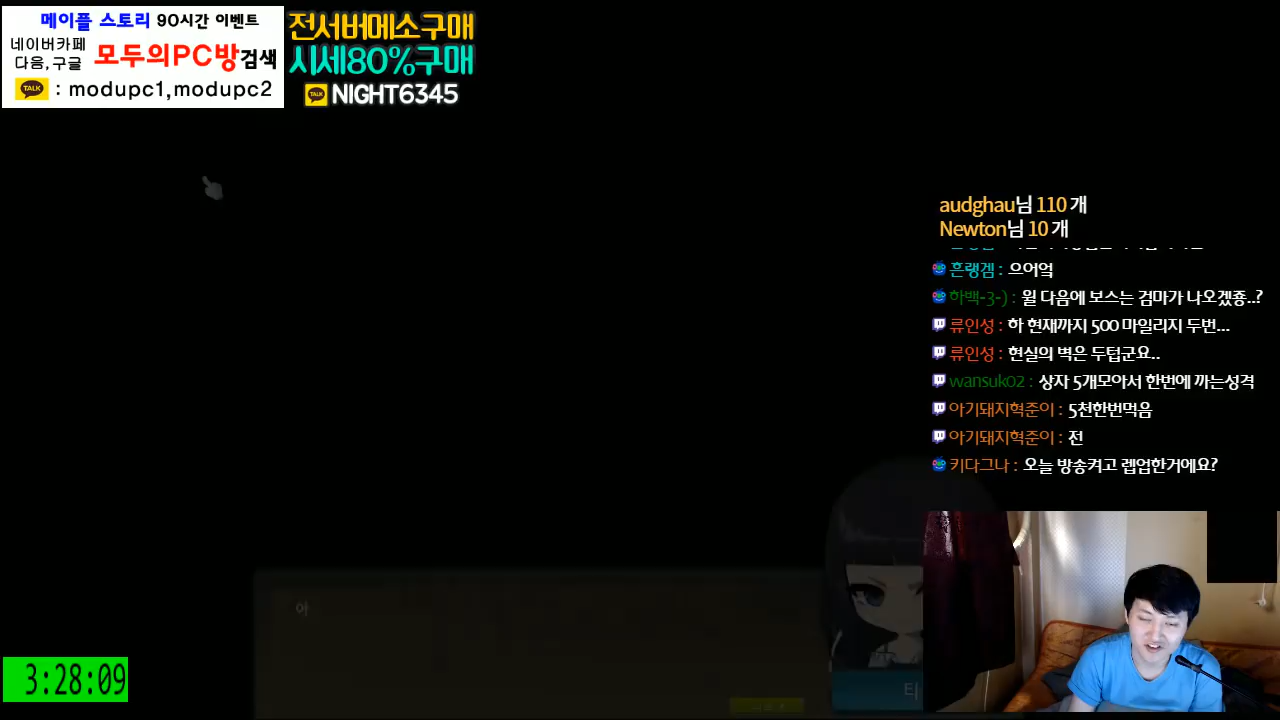 메이플 스토리 90시간 이벤트
네이버카페
다음, 구글 모두의PC방검색
TALK : modupc1,modupc2
전서버메소구매
시세80%구매
TALK NIGHT6345
audghau님 110 개
Newton님 10 개
흔랭겜 : 으어엌
하백-3-) : 윌 다음에 보스는 검마가 나오겠죵..?
류인성 : 하 현재까지 500 마일리지 두번...
류인성 : 현실의 벽은 두텁군요..
wansuk02 : 상자 5개모아서 한번에 까는성격
아기돼지혁준이 : 5천한번먹음
아기돼지혁준이 : 전
키다그나 : 오늘 방송켜고 렙업한거에요?
아
티
3:28:09